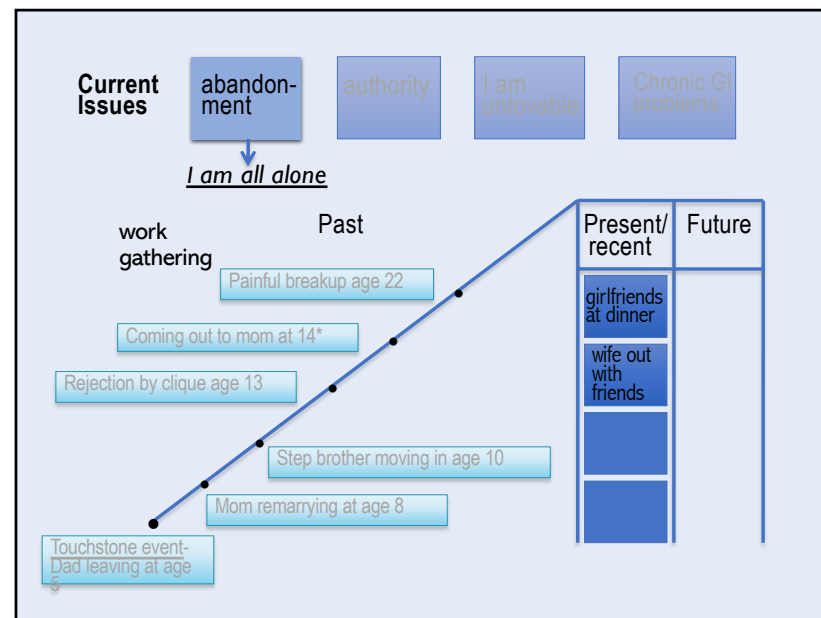 Current
Issues
abandon-
ment
authority
I am
unlovable
Chronic GI
problems
I am all alone
work
gathering
Past
Present/
recent
Future
Painful breakup age 22
girlfriends
at dinner
Coming out to mom at 14*
wife out
with
friends
Rejection by clique age 13
Step brother moving in age 10
Mom remarrying at age 8
Touchstone event-
Dad leaving at age
5